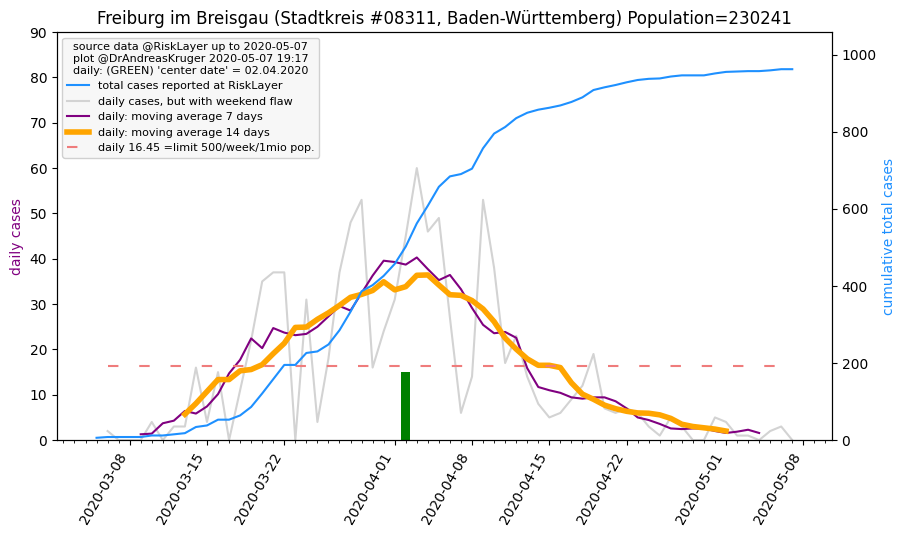 Freiburg im Breisgau (Stadtkreis #08311, Baden-Württemberg) Population=230241
source data @RiskLayer up to 2020-05-07
plot @DrAndreasKruger 2020-05-07 19:17
daily: (GREEN) 'center date' = 02.04.2020
total cases reported at RiskLayer
daily cases, but with weekend flaw
daily: moving average 7 days
daily: moving average 14 days
daily 16.45 =limit 500/week/1mio pop.
daily cases
90
80
70
60
50
40
30
20
10
0
cumulative total cases
1000
800
600
400
200
0
2020-03-08
2020-03-15
2020-03-22
2020-04-01
2020-04-08
2020-04-15
2020-04-22
2020-05-01
2020-05-08